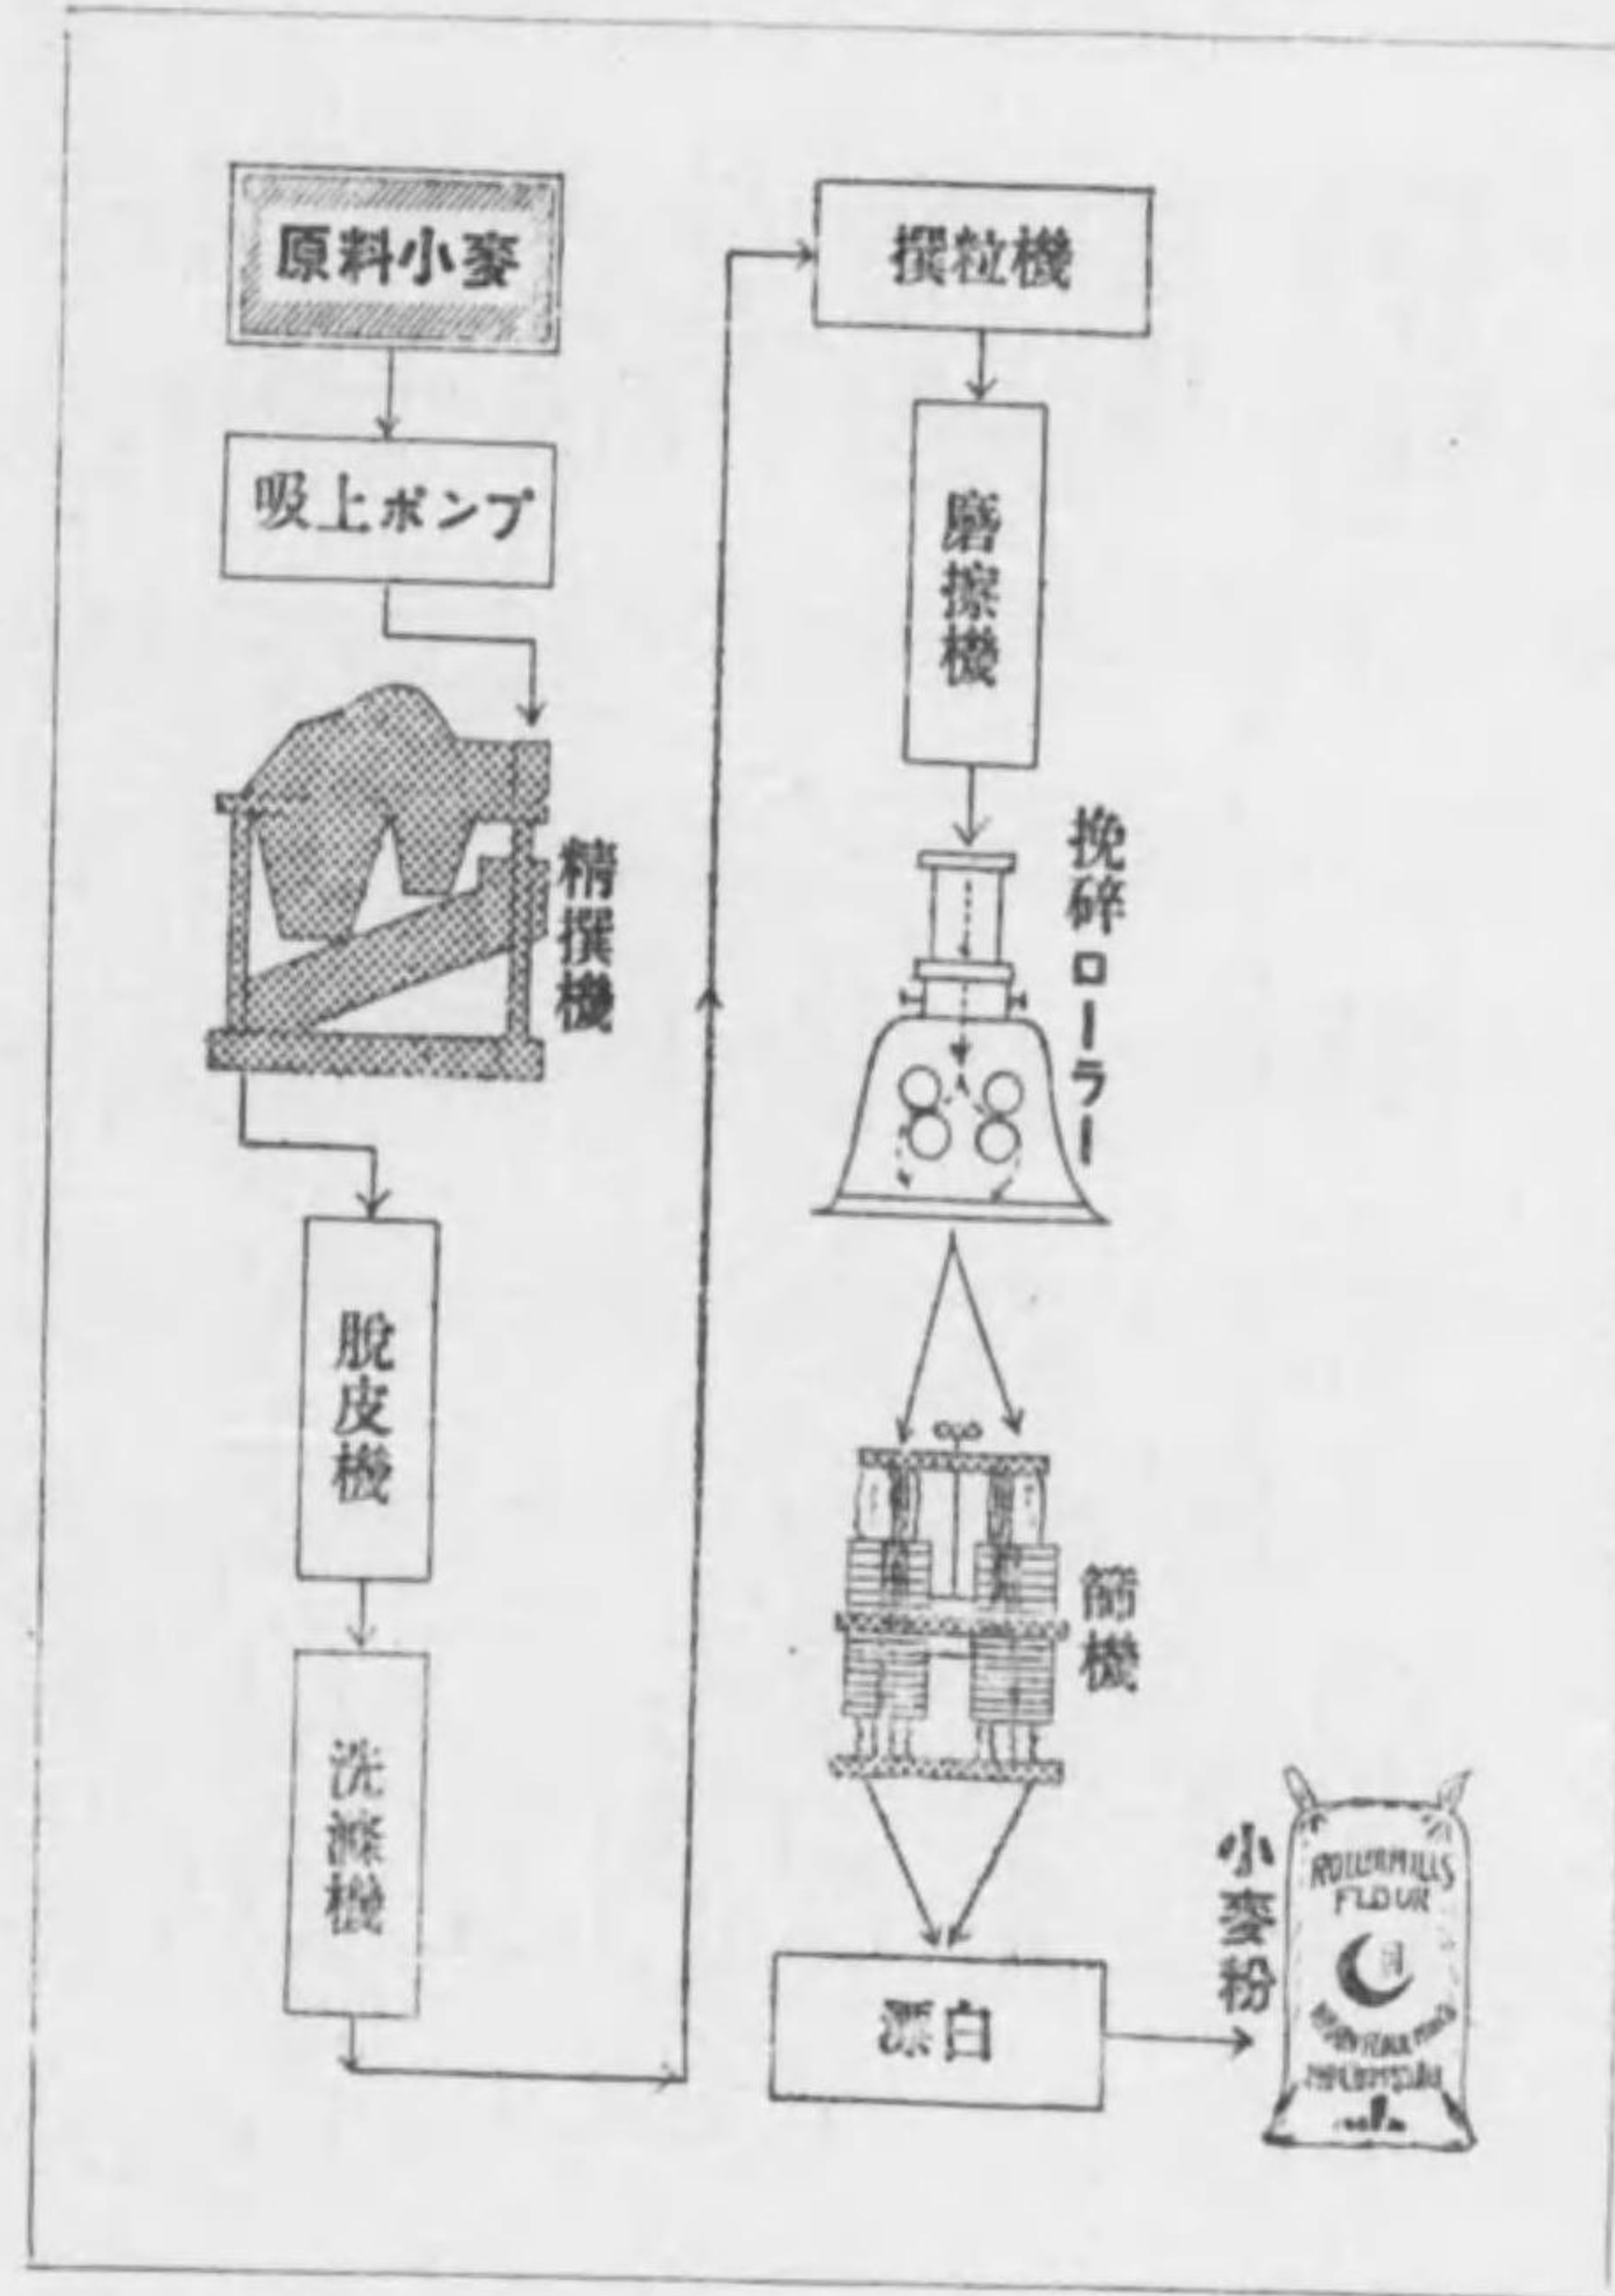 原料小麥
吸上ポンプ
精撰機
脫皮機
洗滌機
撰粒機
磨擦機
挽碎ローラー
篩機
漂白
小麥粉
ROLLERMILLS
FLOUR